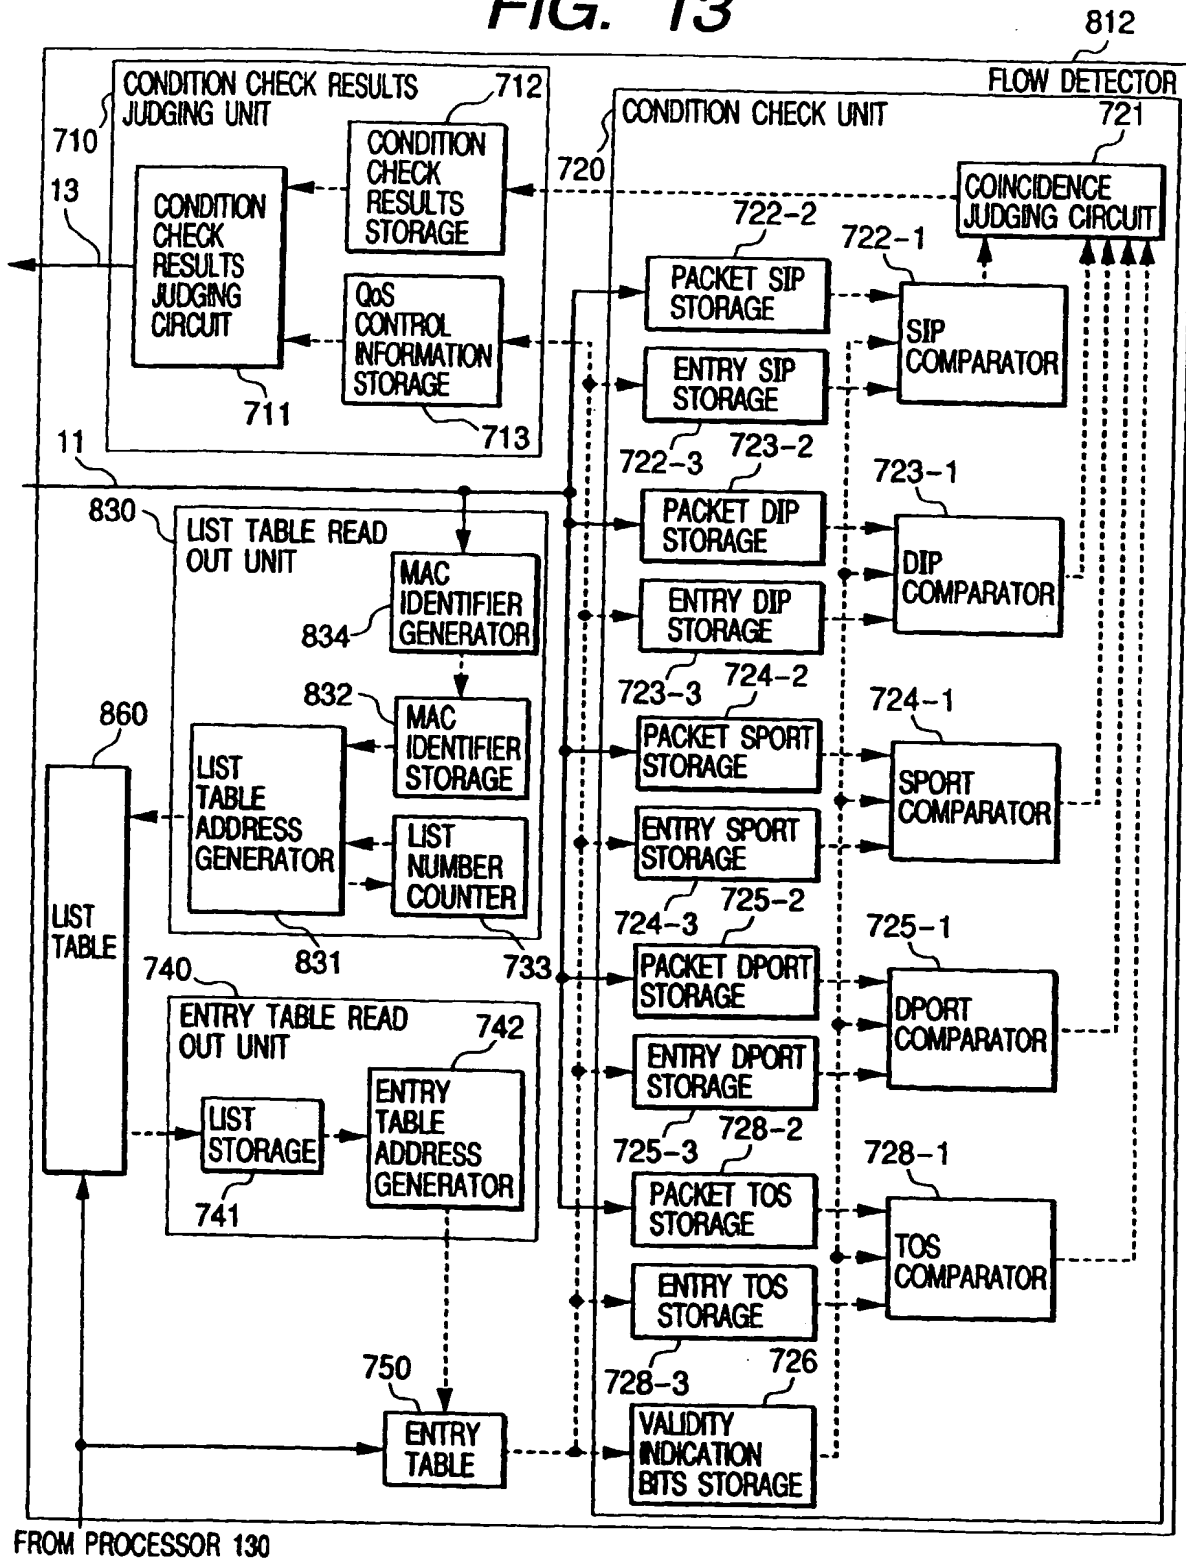 FIG. 13
812
FLOW DETECTOR
CONDITION CHECK RESULTS
JUDGING UNIT
710
712
CONDITION
CHECK
RESULTS
STORAGE
13
CONDITION
CHECK
RESULTS
JUDGING
CIRCUIT
711
QoS
CONTROL
INFORMATION
STORAGE
713
CONDITION CHECK UNIT
720
721
COINCIDENCE
JUDGING CIRCUIT
722-2
PACKET SIP
STORAGE
722-1
SIP
COMPARATOR
ENTRY SIP
STORAGE
722-3
723-2
PACKET DIP
STORAGE
723-1
DIP
COMPARATOR
ENTRY DIP
STORAGE
723-3
724-2
PACKET SPORT
STORAGE
724-1
SPORT
COMPARATOR
ENTRY SPORT
STORAGE
724-3
725-2
PACKET DPORT
STORAGE
725-1
DPORT
COMPARATOR
ENTRY DPORT
STORAGE
725-3
728-2
PACKET TOS
STORAGE
728-1
TOS
COMPARATOR
ENTRY TOS
STORAGE
728-3
726
VALIDITY
INDICATION
BITS STORAGE
11
830
LIST TABLE READ
OUT UNIT
MAC
IDENTIFIER
GENERATOR
834
832
MAC
IDENTIFIER
STORAGE
LIST
TABLE
ADDRESS
GENERATOR
831
LIST
NUMBER
COUNTER
733
860
LIST
TABLE
740
ENTRY TABLE READ
OUT UNIT
742
LIST
STORAGE
741
ENTRY
TABLE
ADDRESS
GENERATOR
750
ENTRY
TABLE
FROM PROCESSOR 130